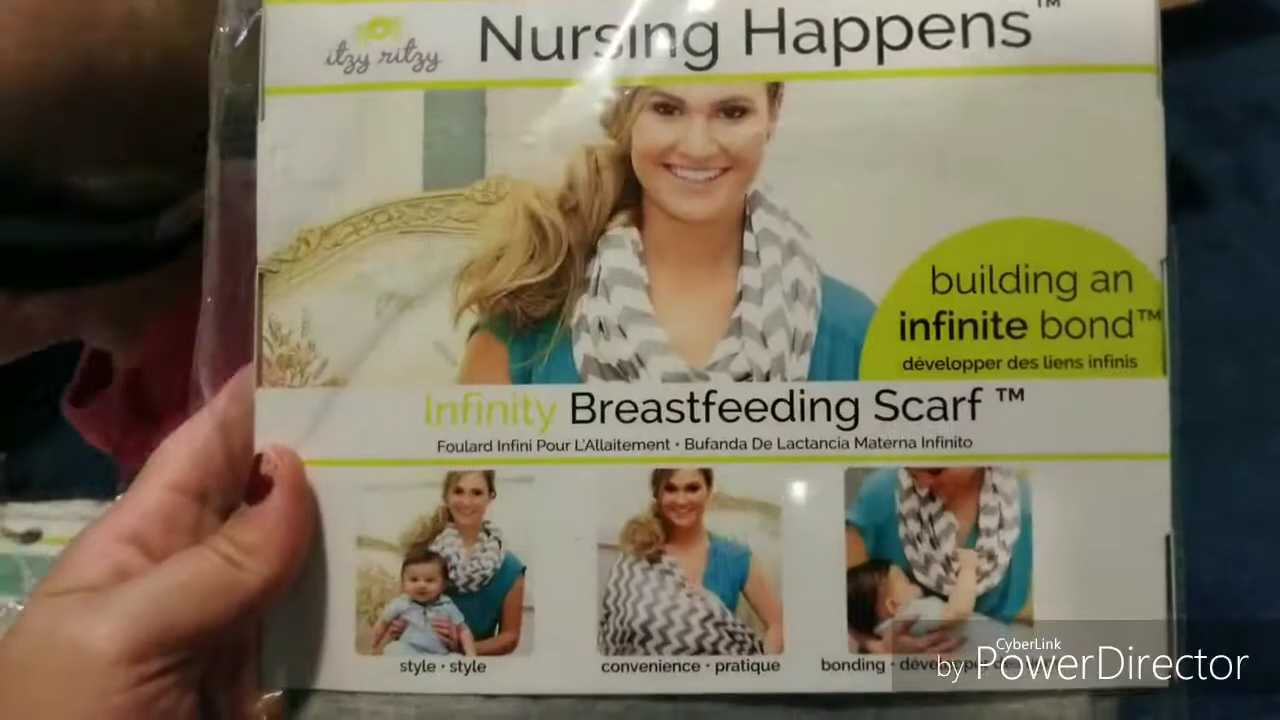 itzy ritzy
Nursing Happens™
building an
infinite bond™
développer des liens infinis
Infinity Breastfeeding Scarf ™
Foulard Infini Pour L'Allaitement • Bufanda De Lactancia Materna Infinito
style • style
convenience • pratique
bonding •
CyberLink
by PowerDirector